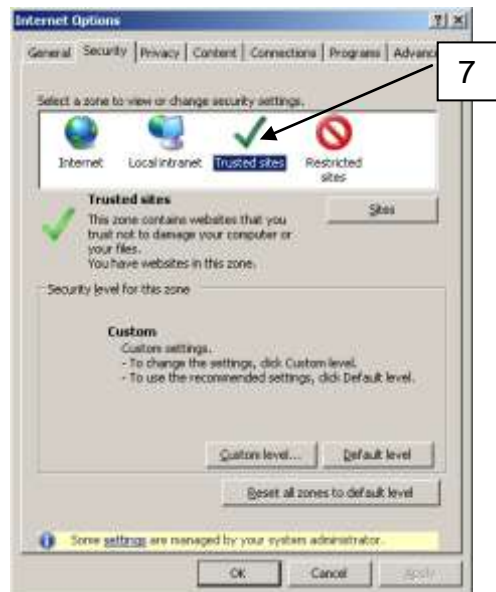 Internet Options
General Security Privacy Content Connections Programs Advanc
7
Select a zone to view or change security settings.
Internet Local intranet Trusted sites Restricted
sites
Trusted sites
Sites
This zone contains websites that you
trust not to damage your computer or
your files.
You have websites in this zone.
Security level for this zone
Custom
Custom settings.
- To change the settings, click Custom level.
- To use the recommended settings, click Default level.
Custom level... Default level
Reset all zones to default level
Some settings are managed by your system administrator.
OK Cancel Apply